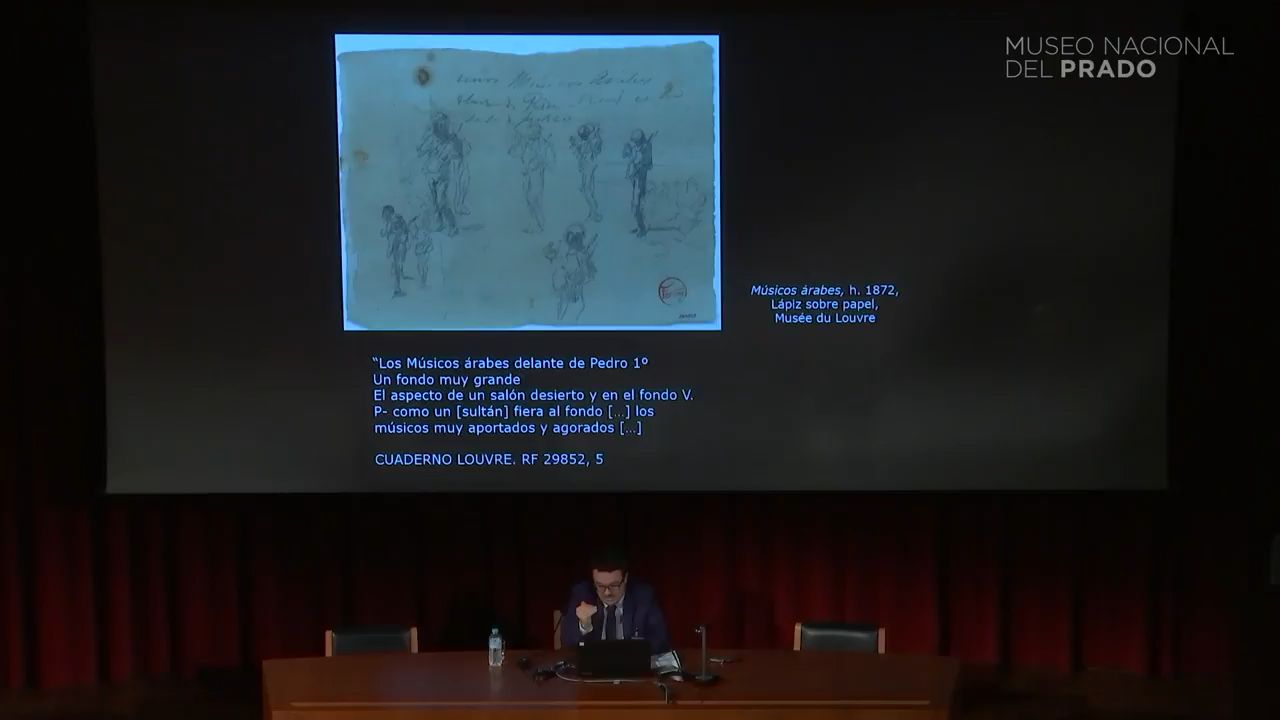 MUSEO NACIONAL
DEL PRADO
Músicos árabes, h. 1872,
Lápiz sobre papel,
Musée du Louvre
“Los Músicos árabes delante de Pedro 1º
Un fondo muy grande
El aspecto de un salón desierto y en el fondo V.
P- como un [sultán] fiera al fondo [...] los
músicos muy aportados y agorados [...]
CUADERNO LOUVRE. RF 29852, 5